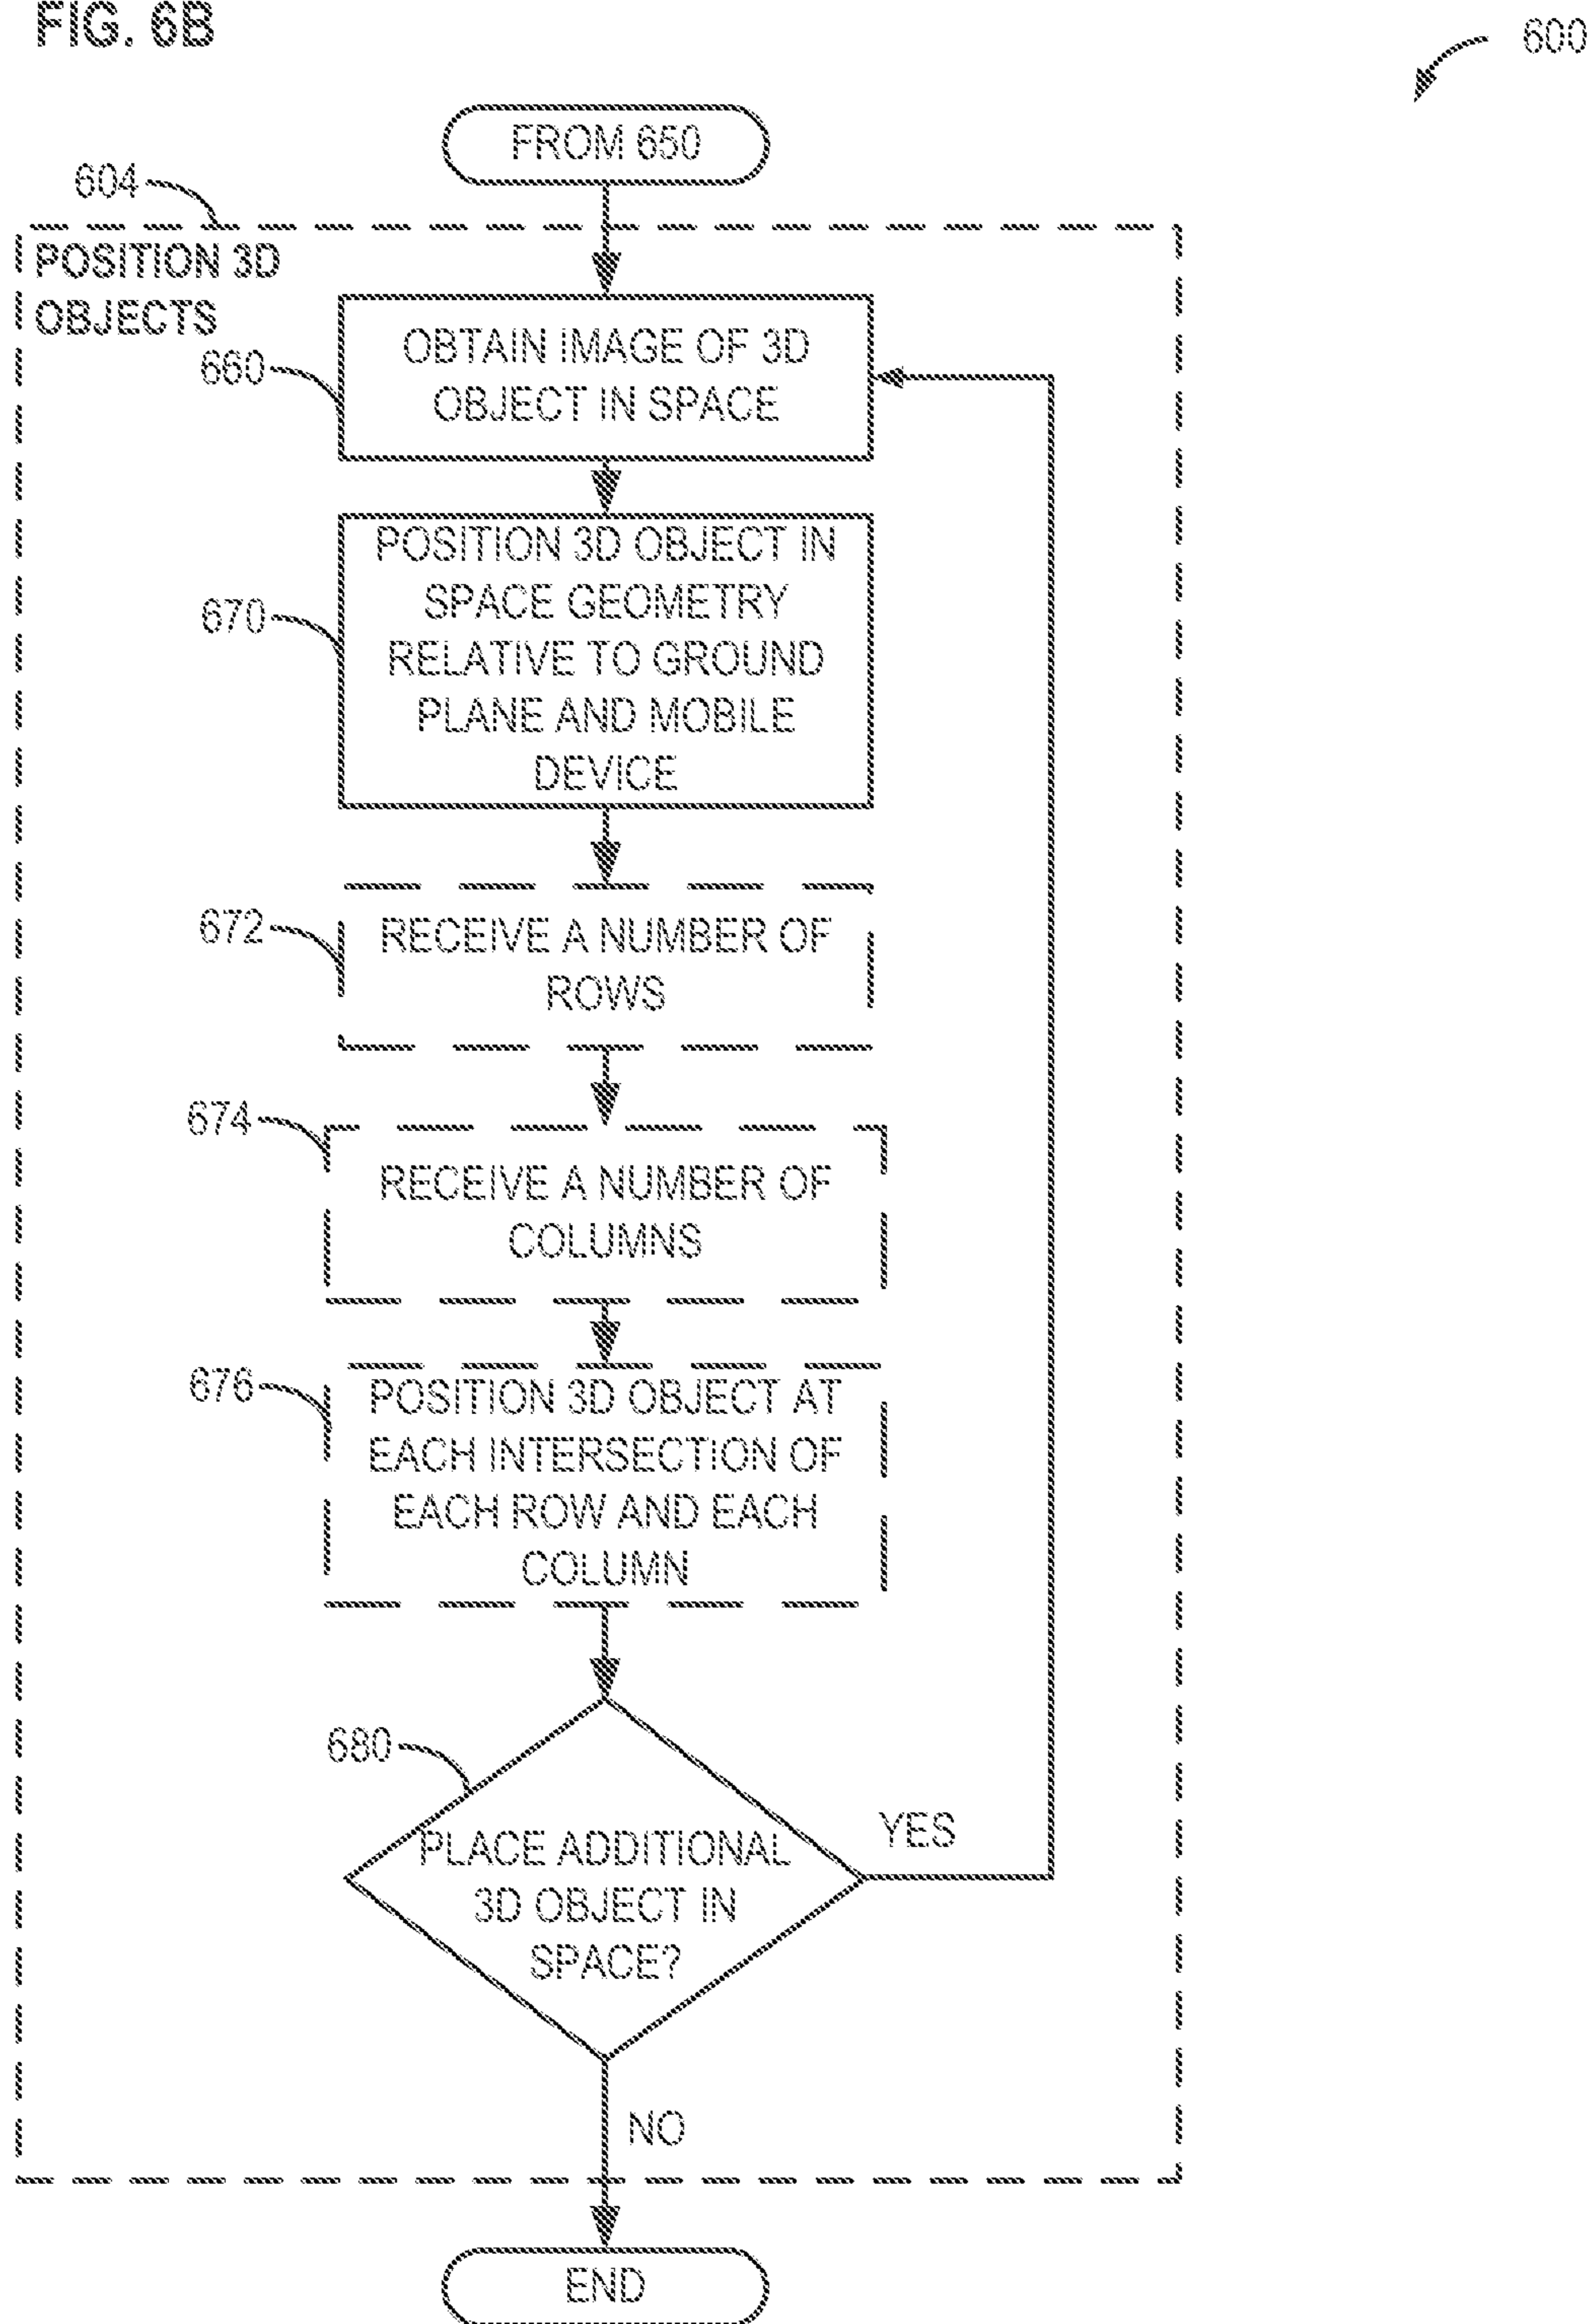 FIG. 6B
600
FROM 650
604
POSITION 3D
OBJECTS
660
OBTAIN IMAGE OF 3D
OBJECT IN SPACE
670
POSITION 3D OBJECT IN
SPACE GEOMETRY
RELATIVE TO GROUND
PLANE AND MOBILE
DEVICE
672
RECEIVE A NUMBER OF
ROWS
674
RECEIVE A NUMBER OF
COLUMNS
676
POSITION 3D OBJECT AT
EACH INTERSECTION OF
EACH ROW AND EACH
COLUMN
680
PLACE ADDITIONAL
3D OBJECT IN
SPACE?
YES
NO
END